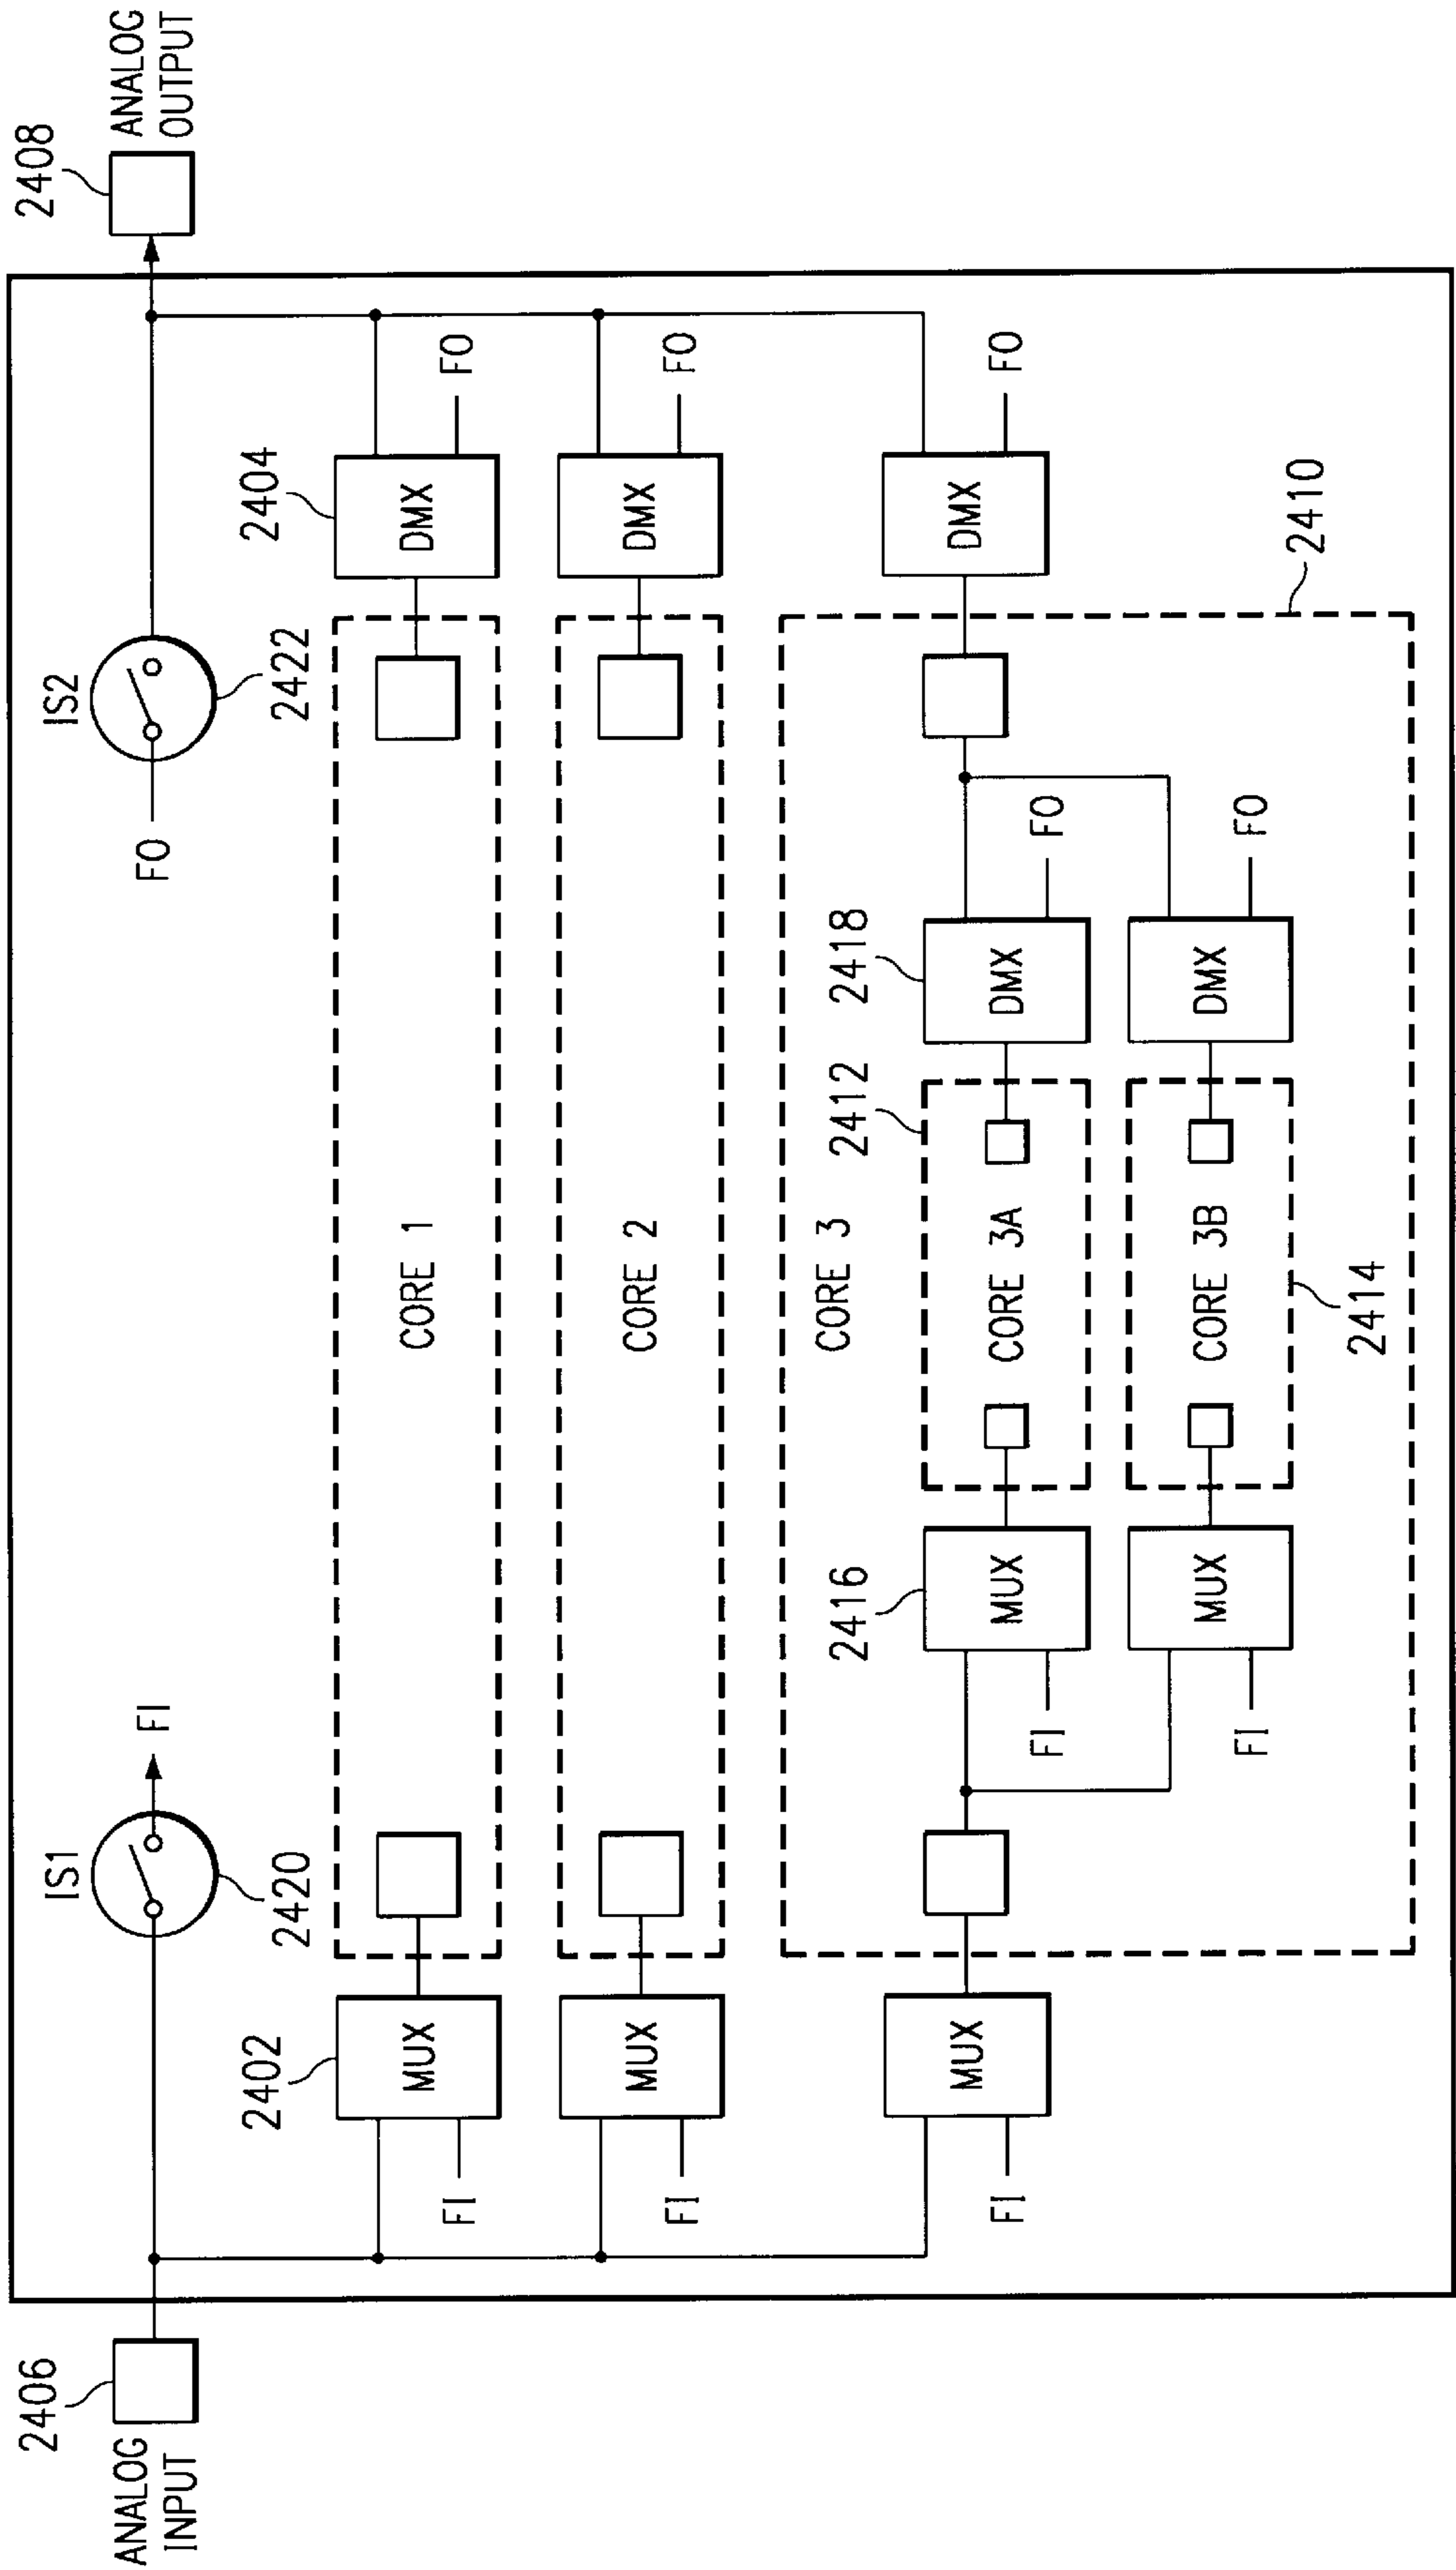 2406
ANALOG
INPUT
IS1
FI
2420
FO
IS2
2422
2408
ANALOG
OUTPUT
2402
MUX
FI
CORE 1
2404
DMX
FO
MUX
FI
CORE 2
DMX
FO
MUX
FI
CORE 3
2416
MUX
FI
2412
CORE 3A
2418
DMX
FO
MUX
FI
CORE 3B
2414
DMX
FO
DMX
FO
2410